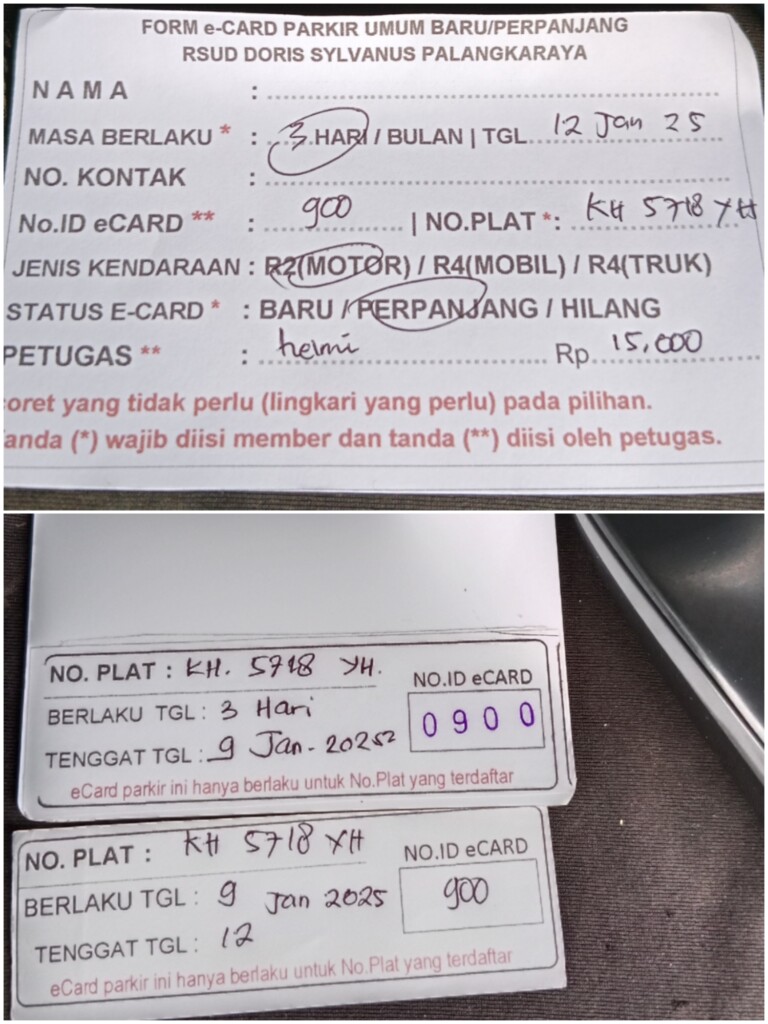 FORM e-CARD PARKIR UMUM BARU/PERPANJANG
RSUD DORIS SYLVANUS PALANGKARAYA
NAMA :
MASA BERLAKU * : 3 HARI / BULAN | TGL 12 Jan 25
NO. KONTAK :
No.ID eCARD ** : 900 | NO.PLAT *: KH 5718 YH
JENIS KENDARAAN : R2(MOTOR) / R4(MOBIL) / R4(TRUK)
STATUS E-CARD * : BARU / PERPANJANG / HILANG
PETUGAS ** : helmi Rp 15.000
oret yang tidak perlu (lingkari yang perlu) pada pilihan.
anda (*) wajib diisi member dan tanda (**) diisi oleh petugas.
NO. PLAT : KH. 5718 YH.
NO.ID eCARD
BERLAKU TGL : 3 Hari
0900
TENGGAT TGL : 9 Jan - 2025
eCard parkir ini hanya berlaku untuk No.Plat yang terdaftar
NO. PLAT : KH 5718 YH
NO.ID eCARD
BERLAKU TGL : 9 Jan 2025
900
TENGGAT TGL : 12
eCard parkir ini hanya berlaku untuk No.Plat yang terdaftar